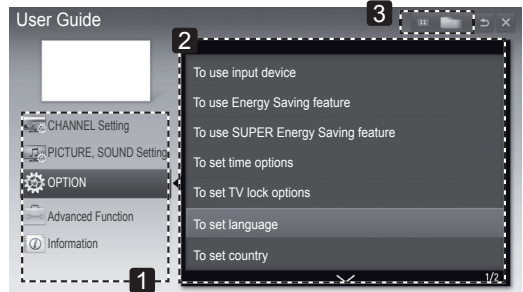 User Guide
3
2
To use input device
To use Energy Saving feature
To use SUPER Energy Saving feature
To set time options
To set TV lock options
To set language
To set country
1/2
CHANNEL Setting
PICTURE, SOUND Setting
OPTION
Advanced Function
Information
1